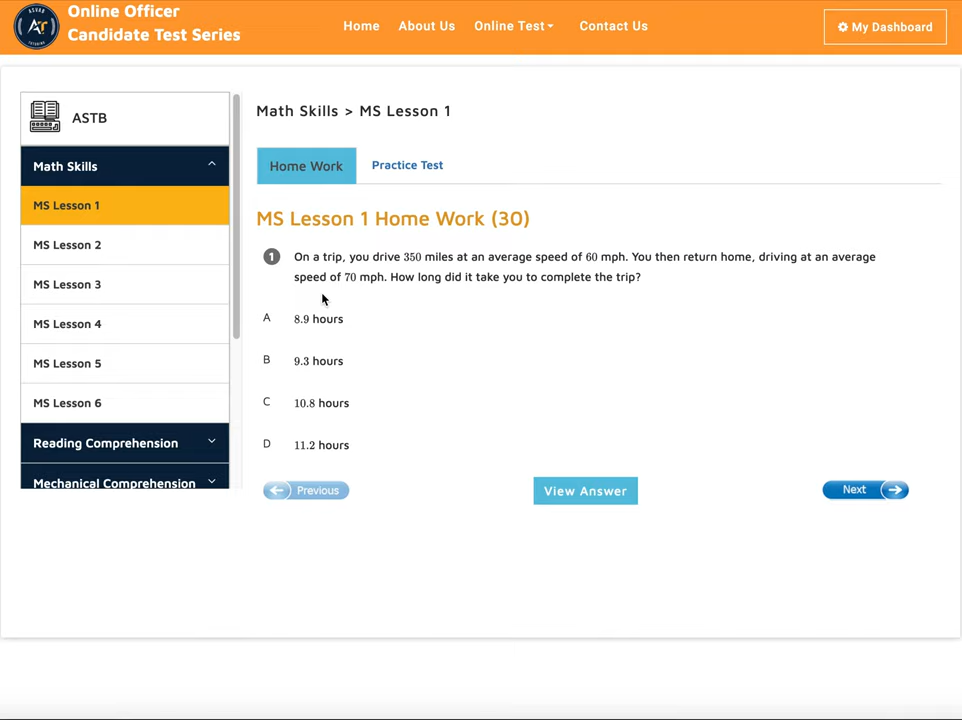 Online Officer
Candidate Test Series
Home
About Us
Online Test
Contact Us
My Dashboard
ASTB
Math Skills
MS Lesson 1
MS Lesson 2
MS Lesson 3
MS Lesson 4
MS Lesson 5
MS Lesson 6
Reading Comprehension
Mechanical Comprehension
Math Skills > MS Lesson 1
Home Work
Practice Test
MS Lesson 1 Home Work (30)
1 On a trip, you drive 350 miles at an average speed of 60 mph. You then return home, driving at an average
speed of 70 mph. How long did it take you to complete the trip?
A 8.9 hours
B 9.3 hours
C 10.8 hours
D 11.2 hours
Previous
View Answer
Next